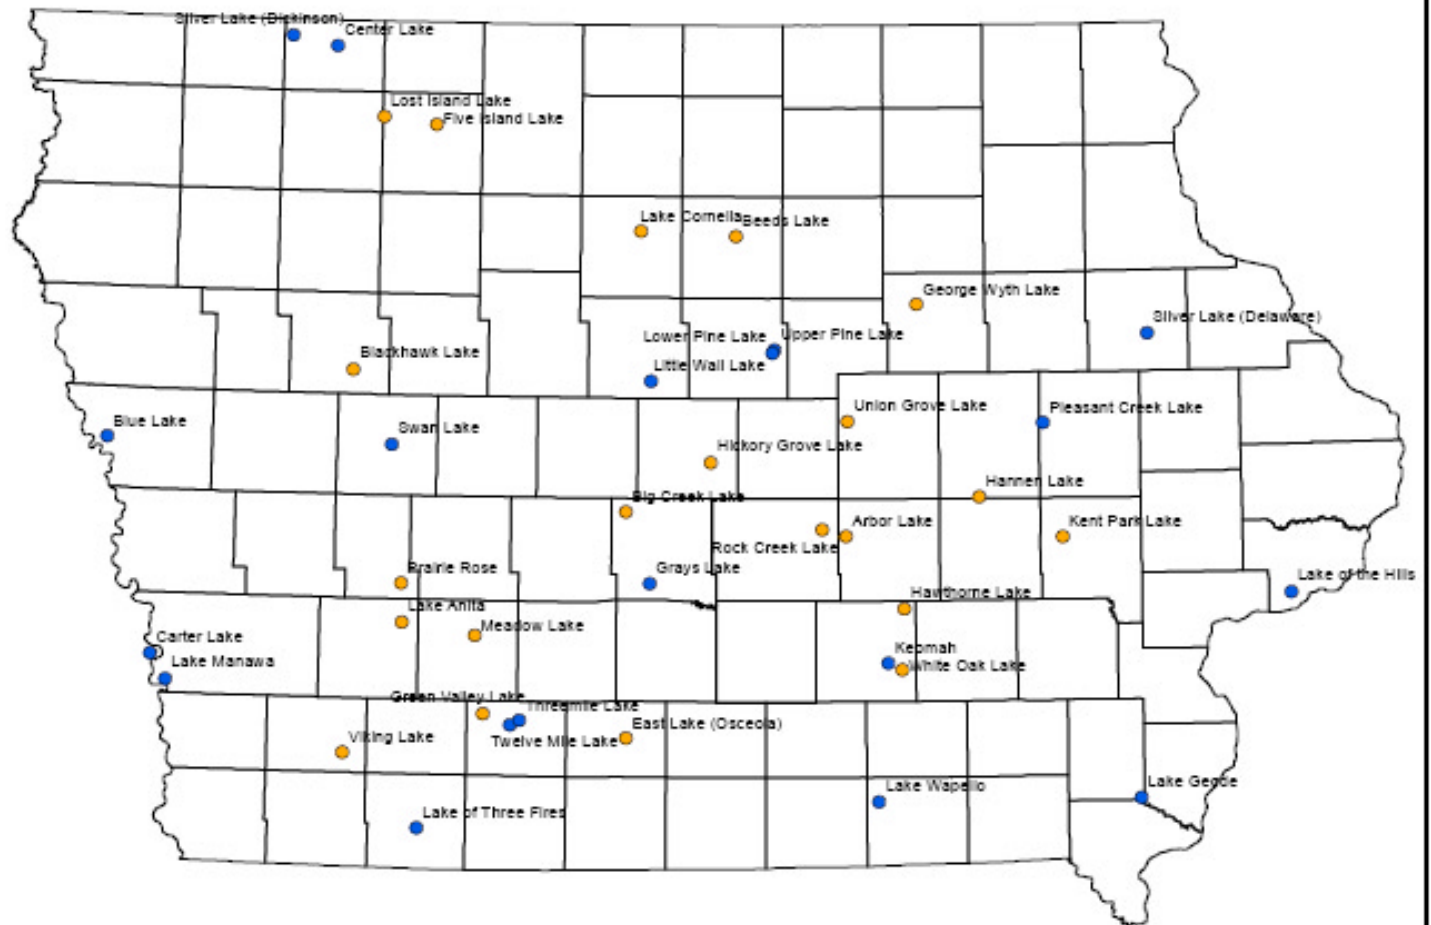 Silver Lake (Dickinson)
Center Lake
Lost Island Lake
Five Island Lake
Lake Cornelia
Beeds Lake
George Wyth Lake
Silver Lake (Delaware)
Lower Pine Lake
Upper Pine Lake
Blackhawk Lake
Little Wall Lake
Union Grove Lake
Pleasant Creek Lake
Blue Lake
Swan Lake
Hickory Grove Lake
Hannen Lake
Big Creek Lake
Arbor Lake
Kent Park Lake
Rock Creek Lake
Prairie Rose
Grays Lake
Lake of the Hills
Hawthorne Lake
Lake Anita
Meadow Lake
Carter Lake
Keomah
Lake Manawa
White Oak Lake
Green Valley Lake
Threemile Lake
East Lake (Osceola)
Viking Lake
Twelve Mile Lake
Lake Geode
Lake Wapello
Lake of Three Fires